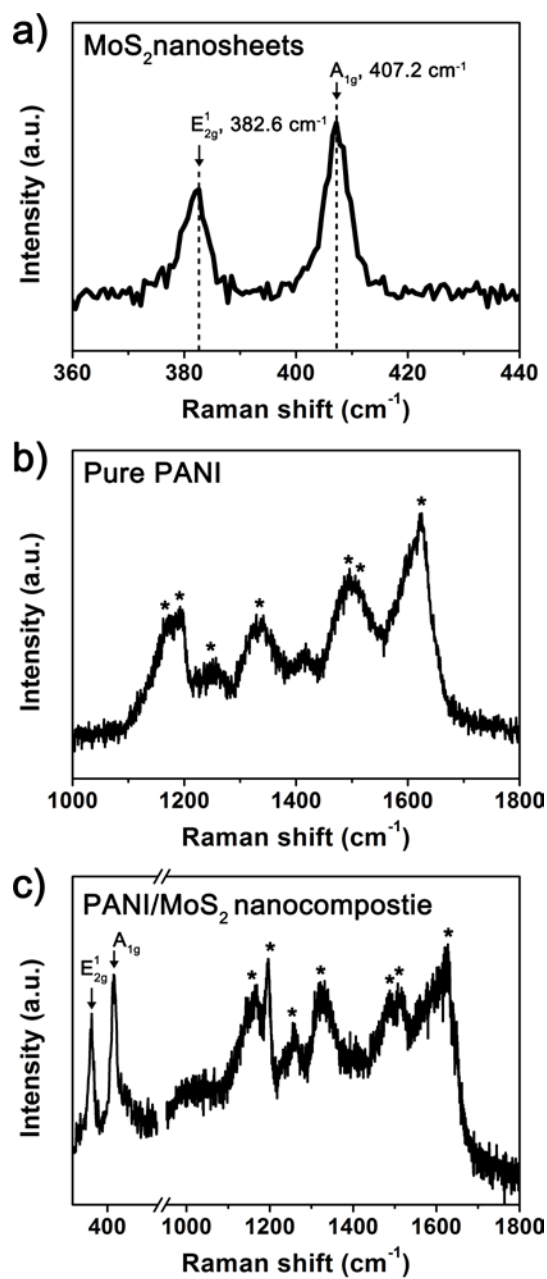 a)
MoS₂nanosheets
A₁g, 407.2 cm⁻¹
E¹₂g, 382.6 cm⁻¹
Intensity (a.u.)
360 380 400 420 440
Raman shift (cm⁻¹)
b)
Pure PANI
* * * * * * *
Intensity (a.u.)
1000 1200 1400 1600 1800
Raman shift (cm⁻¹)
c)
PANI/MoS₂ nanocompostie
E¹₂g A₁g
* * * * * * *
Intensity (a.u.)
400 1000 1200 1400 1600 1800
Raman shift (cm⁻¹)